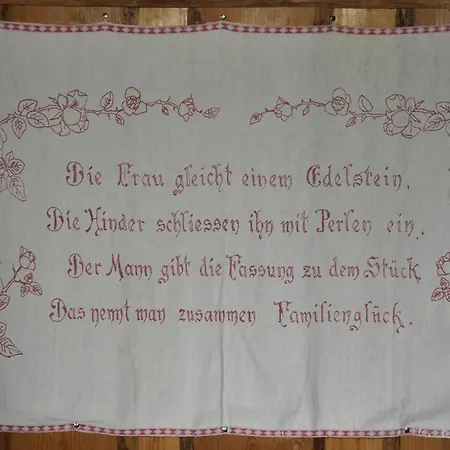 Die Frau gleicht einem Edelstein,
Die Kinder schliessen ihn mit Perlen ein,
Der Mann gibt die Fassung zu dem Stück
Das nennt man zusammen Familienglück.